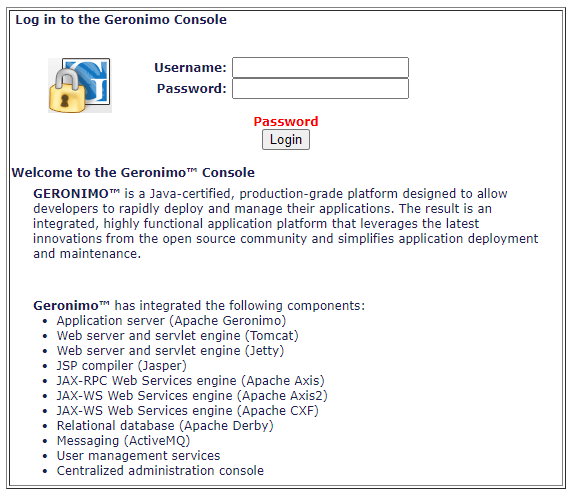 Log in to the Geronimo Console
Username:
Password:
Password
Login
Welcome to the Geronimo™ Console
GERONIMO™ is a Java-certified, production-grade platform designed to allow
developers to rapidly deploy and manage their applications. The result is an
integrated, highly functional application platform that leverages the latest
innovations from the open source community and simplifies application deployment
and maintenance.
Geronimo™ has integrated the following components:
• Application server (Apache Geronimo)
• Web server and servlet engine (Tomcat)
• Web server and servlet engine (Jetty)
• JSP compiler (Jasper)
• JAX-RPC Web Services engine (Apache Axis)
• JAX-WS Web Services engine (Apache Axis2)
• JAX-WS Web Services engine (Apache CXF)
• Relational database (Apache Derby)
• Messaging (ActiveMQ)
• User management services
• Centralized administration console